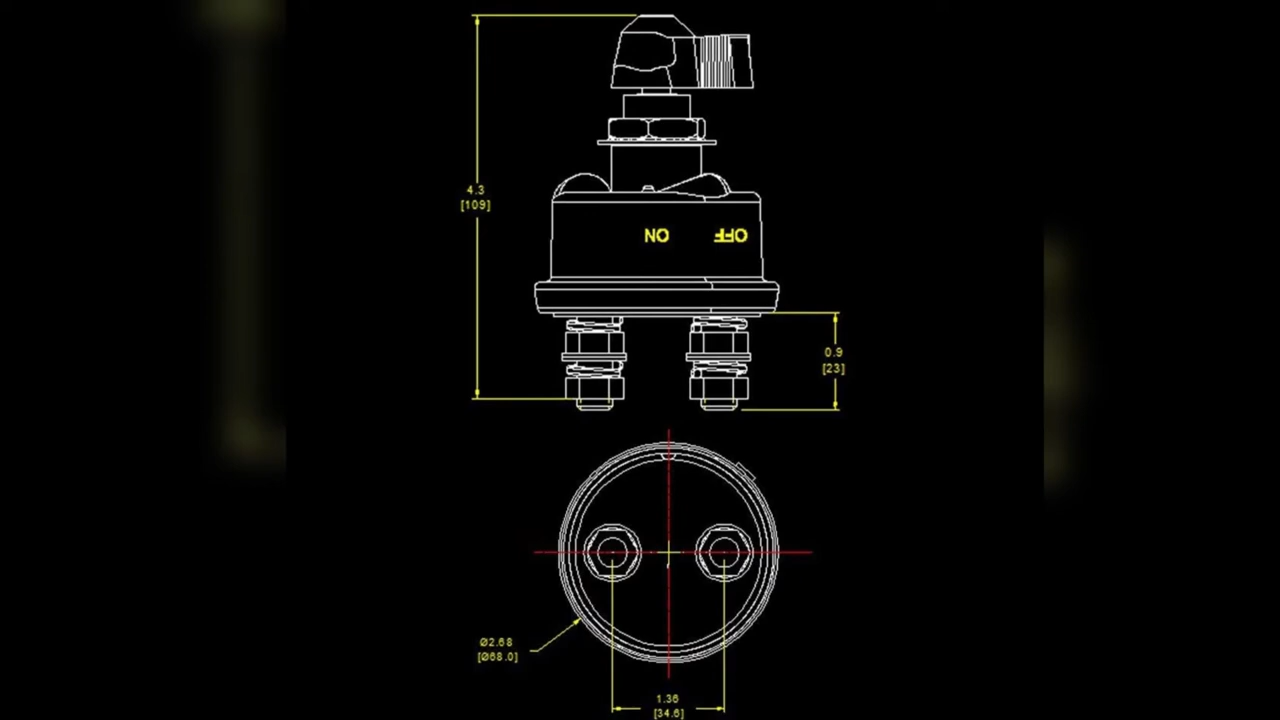 4.3
[109]
ON
OFF
0.9
[23]
Ø2.68
[Ø68.0]
1.36
[34.6]